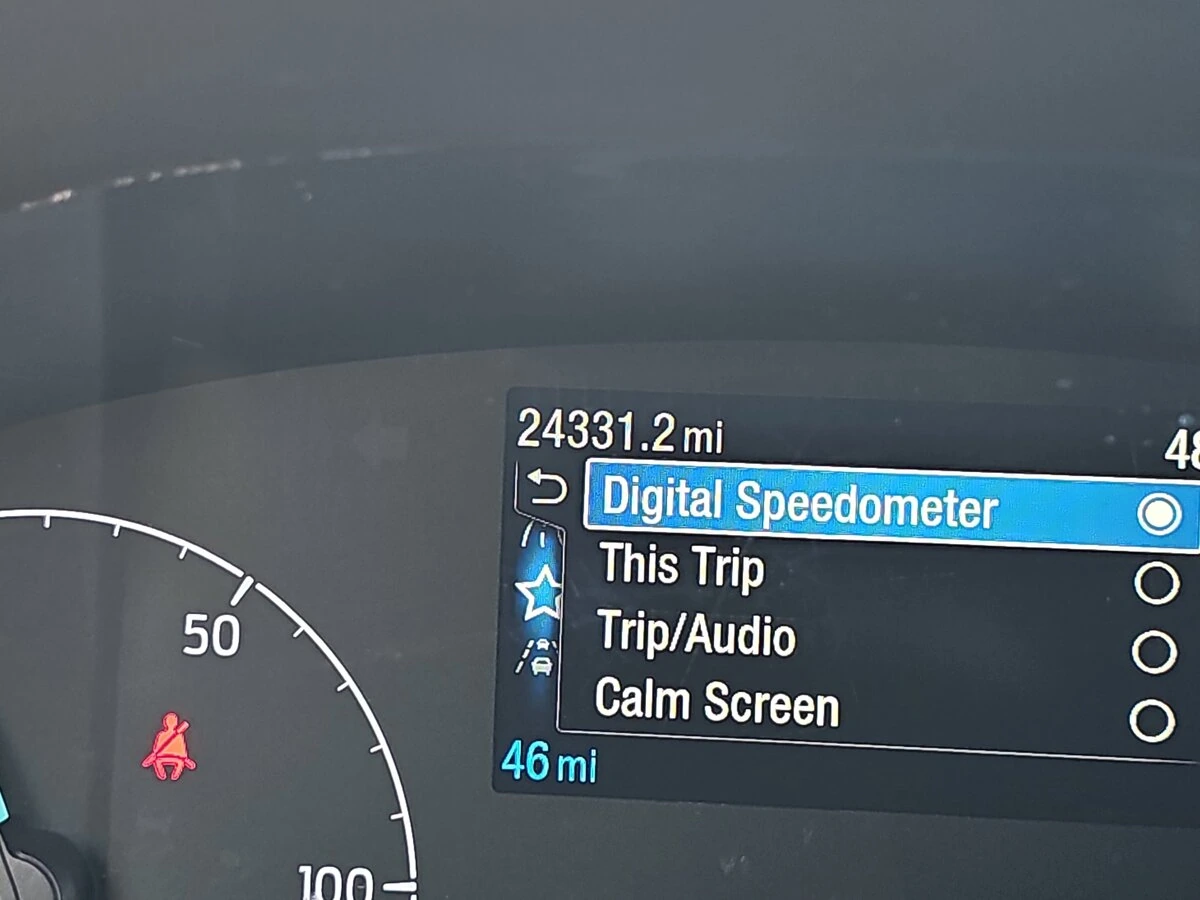 24331.2 mi
Digital Speedometer
This Trip
Trip/Audio
Calm Screen
46 mi
50
100